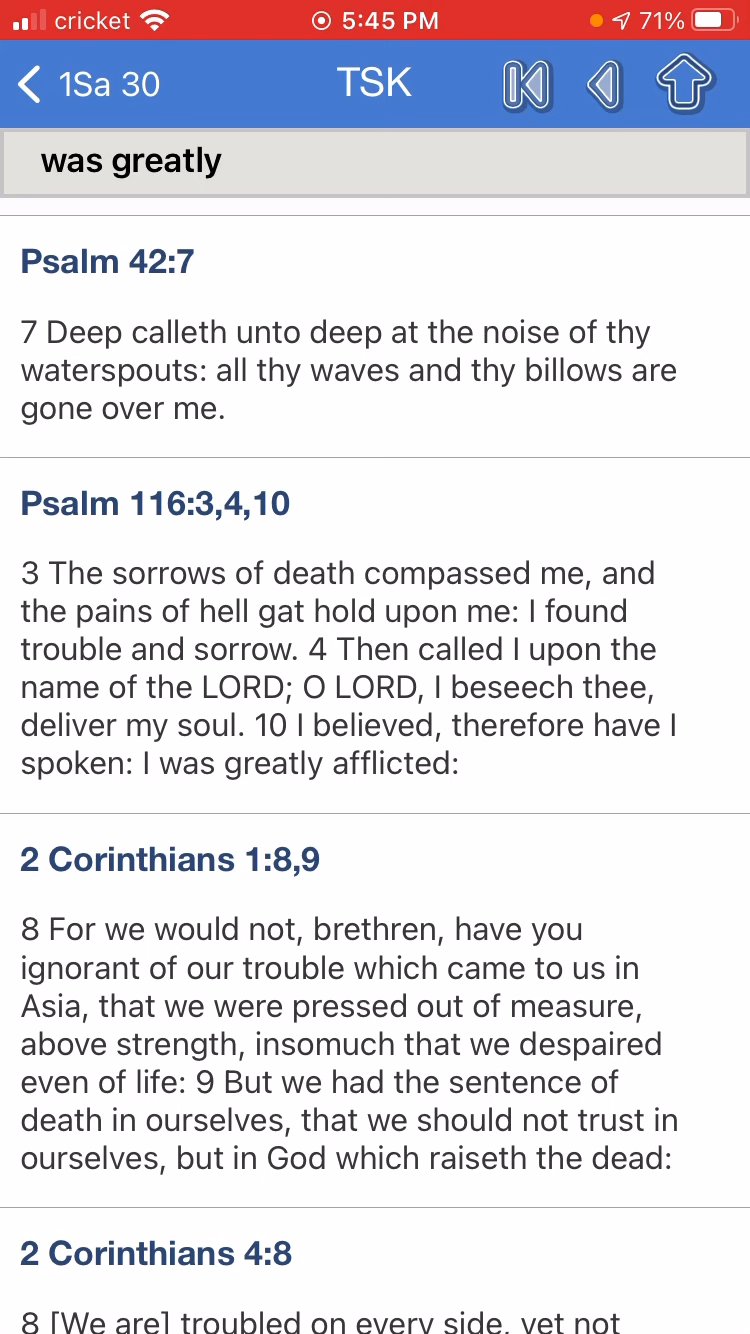 cricket 5:45 PM 71%
1Sa 30 TSK
was greatly
Psalm 42:7
7 Deep calleth unto deep at the noise of thy
waterspouts: all thy waves and thy billows are
gone over me.
Psalm 116:3,4,10
3 The sorrows of death compassed me, and
the pains of hell gat hold upon me: I found
trouble and sorrow. 4 Then called I upon the
name of the LORD; O LORD, I beseech thee,
deliver my soul. 10 I believed, therefore have I
spoken: I was greatly afflicted:
2 Corinthians 1:8,9
8 For we would not, brethren, have you
ignorant of our trouble which came to us in
Asia, that we were pressed out of measure,
above strength, insomuch that we despaired
even of life: 9 But we had the sentence of
death in ourselves, that we should not trust in
ourselves, but in God which raiseth the dead:
2 Corinthians 4:8
8 [We are] troubled on every side, yet not